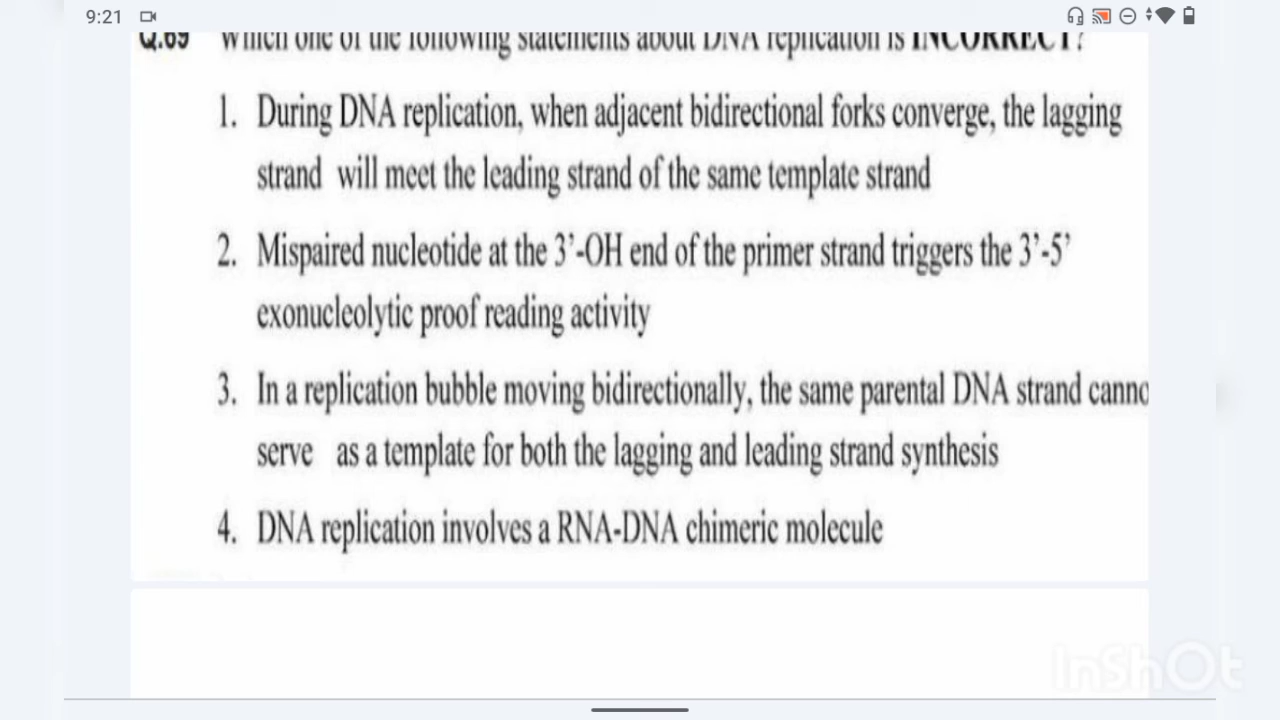 9:21
Q.69 Which one of the following statements about DNA replication is INCORRECT?
1. During DNA replication, when adjacent bidirectional forks converge, the lagging
strand will meet the leading strand of the same template strand
2. Mispaired nucleotide at the 3’-OH end of the primer strand triggers the 3’-5’
exonucleolytic proof reading activity
3. In a replication bubble moving bidirectionally, the same parental DNA strand canno
serve as a template for both the lagging and leading strand synthesis
4. DNA replication involves a RNA-DNA chimeric molecule
InShOt